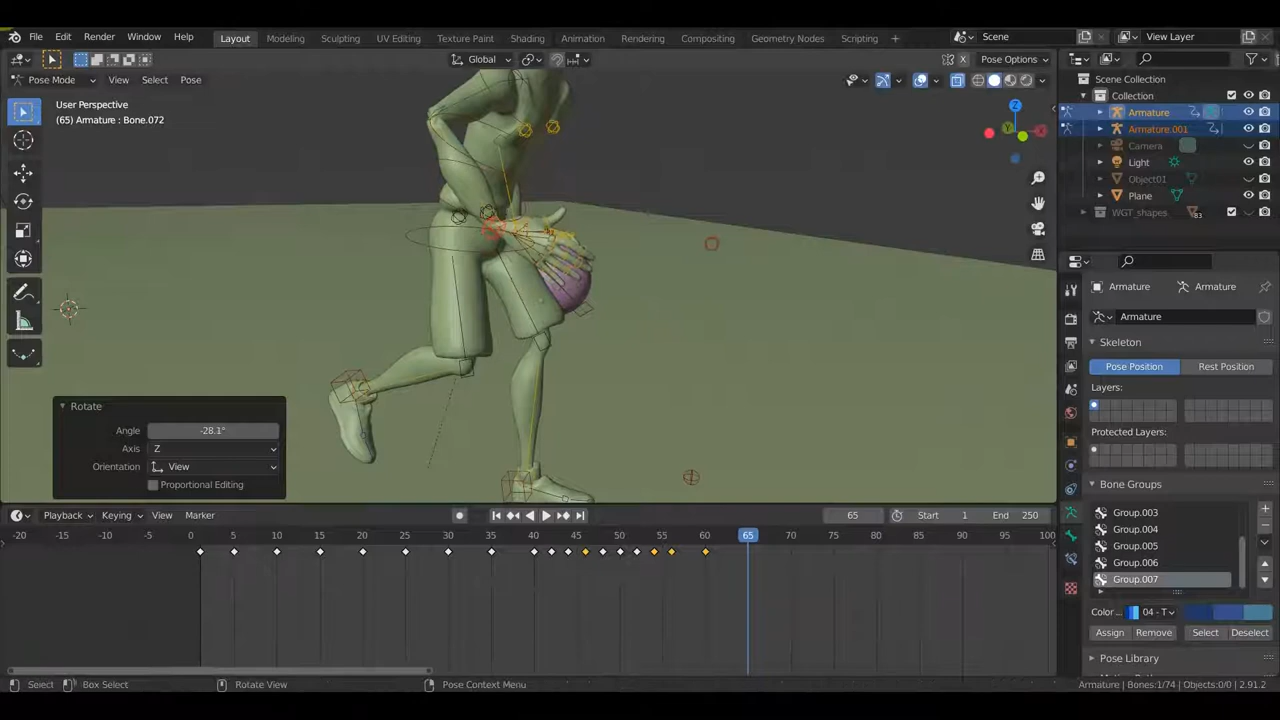 File Edit Render Window Help
Layout Modeling Sculpting UV Editing Texture Paint Shading Animation Rendering Compositing Geometry Nodes Scripting +
Scene View Layer
Global X Pose Options
Pose Mode View Select Pose
Scene Collection
Collection
Armature
Armature.001
Camera
Light
Object01
Plane
WGT_shapes 83
User Perspective
(65) Armature : Bone.072
Z
Armature Armature
Armature
Skeleton
Pose Position Rest Position
Layers:
Protected Layers:
Bone Groups
Group.003
Group.004
Group.005
Group.006
Group.007
Color... 04 - T
Assign Remove Select Deselect
Pose Library
Rotate
Angle -28.1°
Axis Z
Orientation View
Proportional Editing
Playback Keying View Marker 65 Start 1 End 250
-20 -15 -10 -5 0 5 10 15 20 25 30 35 40 45 50 55 60 65 70 75 80 85 90 95 100
Select Box Select Rotate View Pose Context Menu Armature | Bones:1/74 | Objects:0/0 | 2.91.2